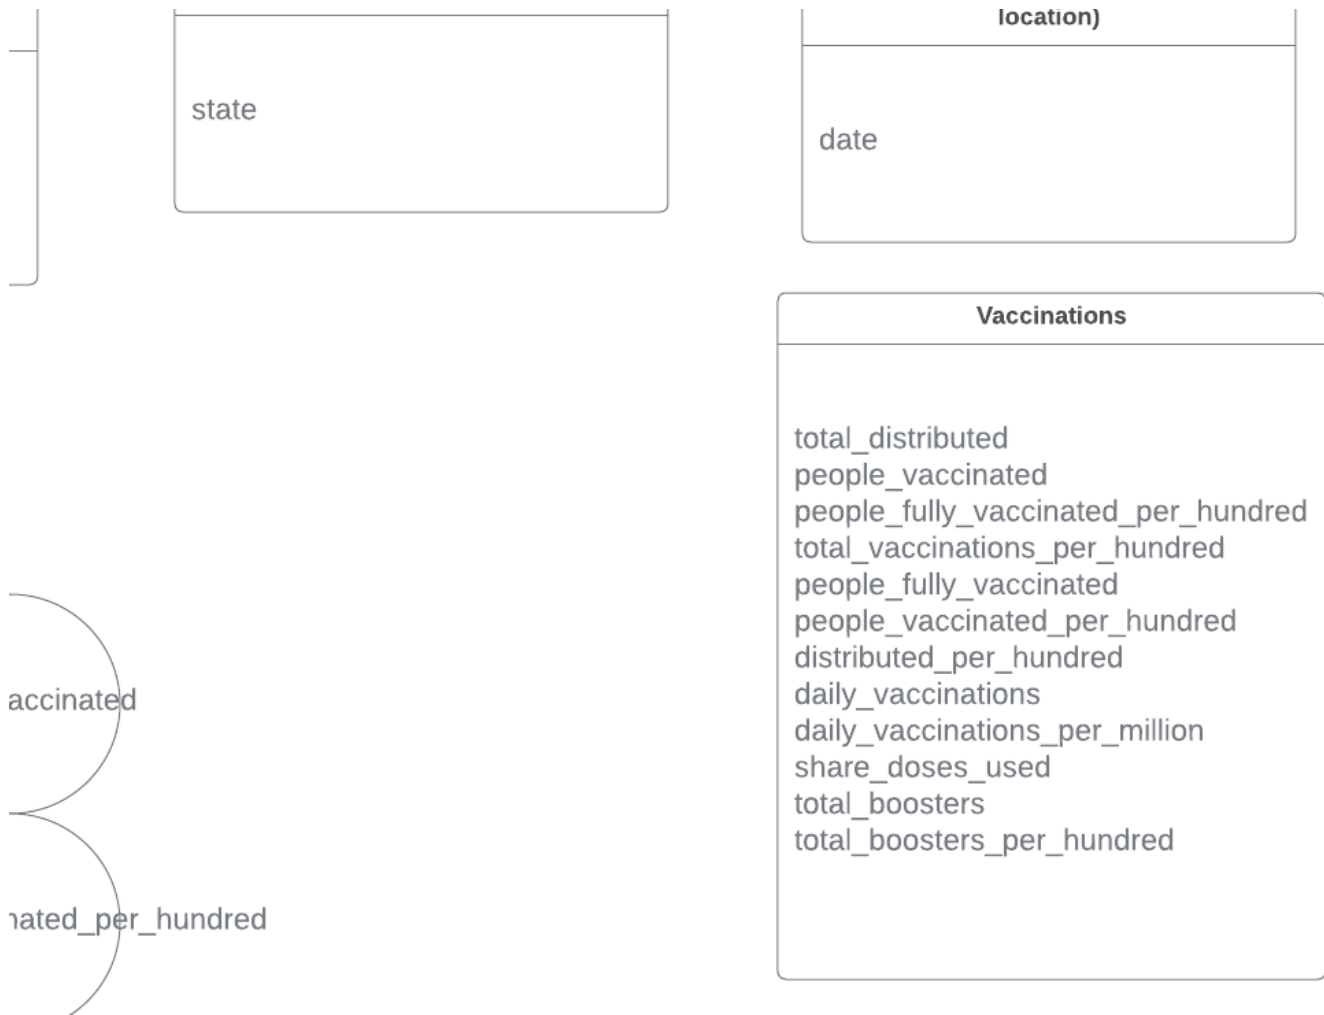 location)
state
date
Vaccinations
total_distributed
people_vaccinated
people_fully_vaccinated_per_hundred
total_vaccinations_per_hundred
people_fully_vaccinated
people_vaccinated_per_hundred
distributed_per_hundred
daily_vaccinations
daily_vaccinations_per_million
share_doses_used
total_boosters
total_boosters_per_hundred
accinated
nated_per_hundred